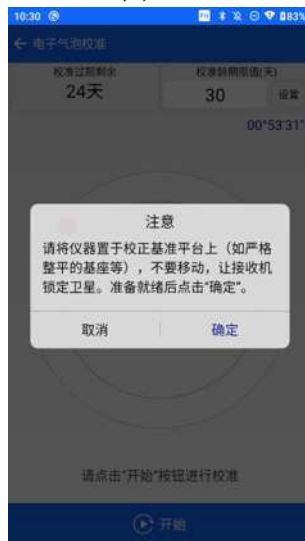 10:30
83%
电子气泡校准
校准过期剩余
24天
校准到期限值(天)
30
设置
00°53'31"
注意
请将仪器置于校正基准平台上（如严格
整平的基座等），不要移动，让接收机
锁定卫星。准备就绪后点击“确定”。
取消
确定
请点击“开始”按钮进行校准
开始